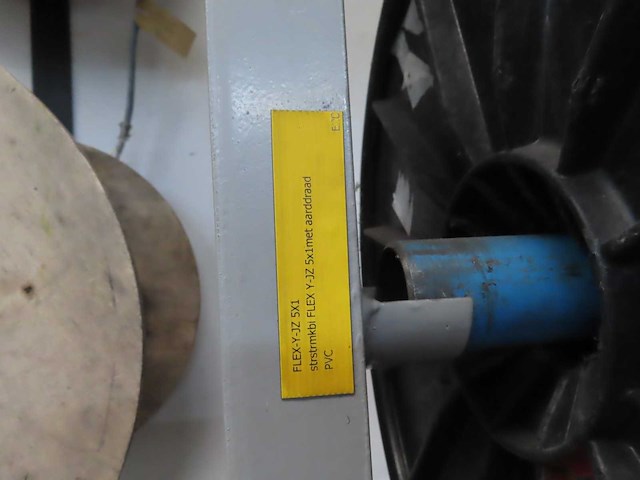 FLEX-Y-JZ 5X1
strstrmkbl FLEX Y-JZ 5x1met aarddraad
PVC